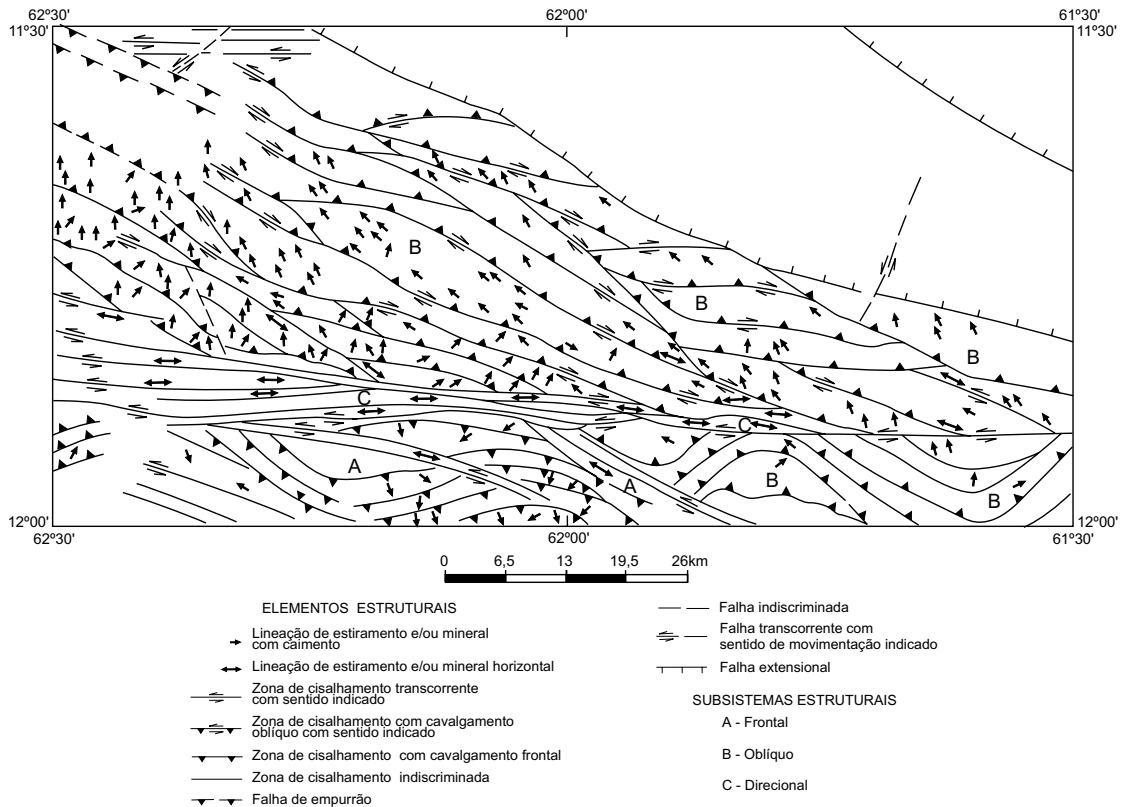 62º30' 62º00' 61º30'
11º30' 11º30'
B
B
B
C
C
A
A
B
B
12º00' 12º00'
62º30' 62º00' 61º30'
0 6,5 13 19,5 26km
ELEMENTOS ESTRUTURAIS
Lineação de estiramento e/ou mineral
com caimento
Lineação de estiramento e/ou mineral horizontal
Zona de cisalhamento transcorrente
com sentido indicado
Zona de cisalhamento com cavalgamento
oblíquo com sentido indicado
Zona de cisalhamento com cavalgamento frontal
Zona de cisalhamento indiscriminada
Falha de empurrão
Falha indiscriminada
Falha transcorrente com
sentido de movimentação indicado
Falha extensional
SUBSISTEMAS ESTRUTURAIS
A - Frontal
B - Oblíquo
C - Direcional